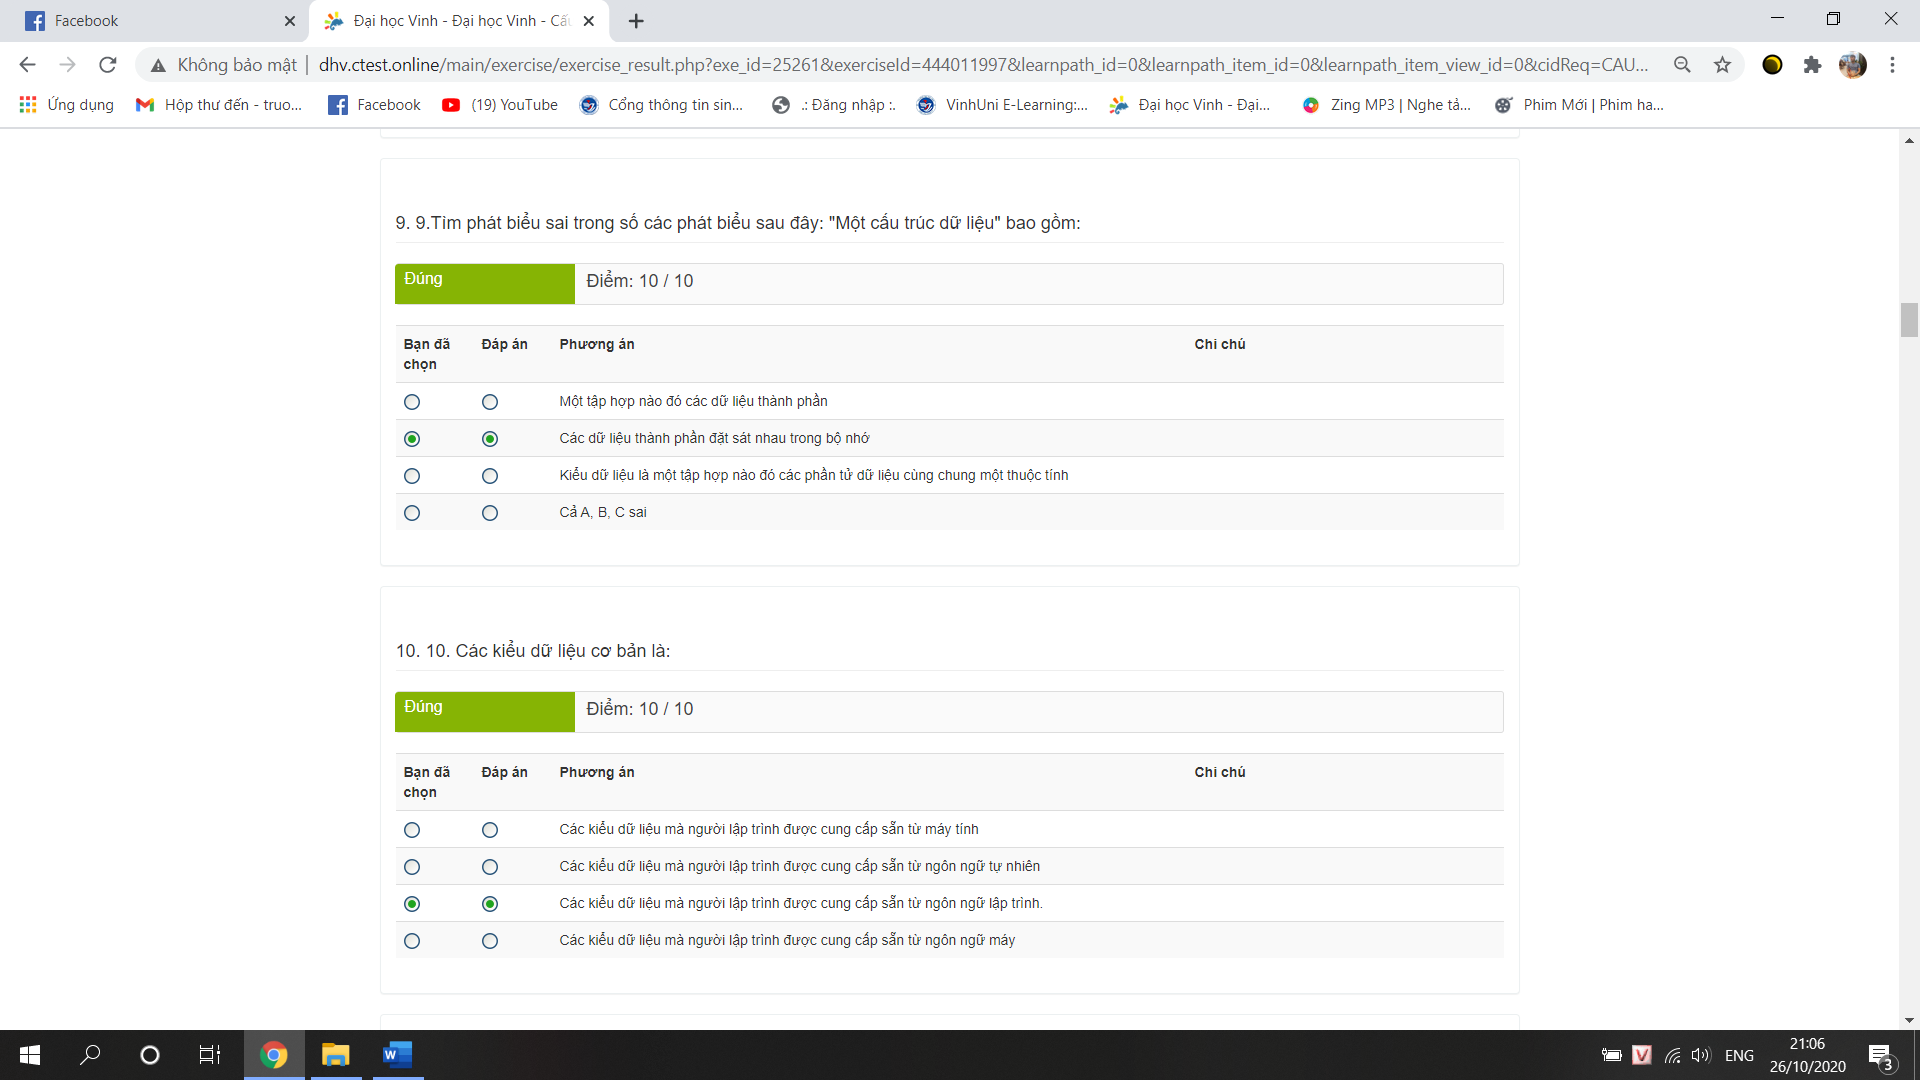 Facebook
Đại học Vinh - Đại học Vinh - Cấu
Không bảo mật
dhv.ctest.online/main/exercise/exercise_result.php?exe_id=25261&exerciseId=444011997&learnpath_id=0&learnpath_item_id=0&learnpath_item_view_id=0&cidReq=CAU...
Ứng dụng
Hộp thư đến - truo...
Facebook
(19) YouTube
Cổng thông tin sin...
.: Đăng nhập :.
VinhUni E-Learning:...
Đại học Vinh - Đại...
Zing MP3 | Nghe tả...
Phim Mới | Phim ha...
9. 9.Tìm phát biểu sai trong số các phát biểu sau đây: "Một cấu trúc dữ liệu" bao gồm:
Đúng
Điểm: 10 / 10
Bạn đã chọn
Đáp án
Phương án
Chi chú
Một tập hợp nào đó các dữ liệu thành phần
Các dữ liệu thành phần đặt sát nhau trong bộ nhớ
Kiểu dữ liệu là một tập hợp nào đó các phần tử dữ liệu cùng chung một thuộc tính
Cả A, B, C sai
10. 10. Các kiểu dữ liệu cơ bản là:
Đúng
Điểm: 10 / 10
Bạn đã chọn
Đáp án
Phương án
Chi chú
Các kiểu dữ liệu mà người lập trình được cung cấp sẵn từ máy tính
Các kiểu dữ liệu mà người lập trình được cung cấp sẵn từ ngôn ngữ tự nhiên
Các kiểu dữ liệu mà người lập trình được cung cấp sẵn từ ngôn ngữ lập trình.
Các kiểu dữ liệu mà người lập trình được cung cấp sẵn từ ngôn ngữ máy
ENG
21:06
26/10/2020
3